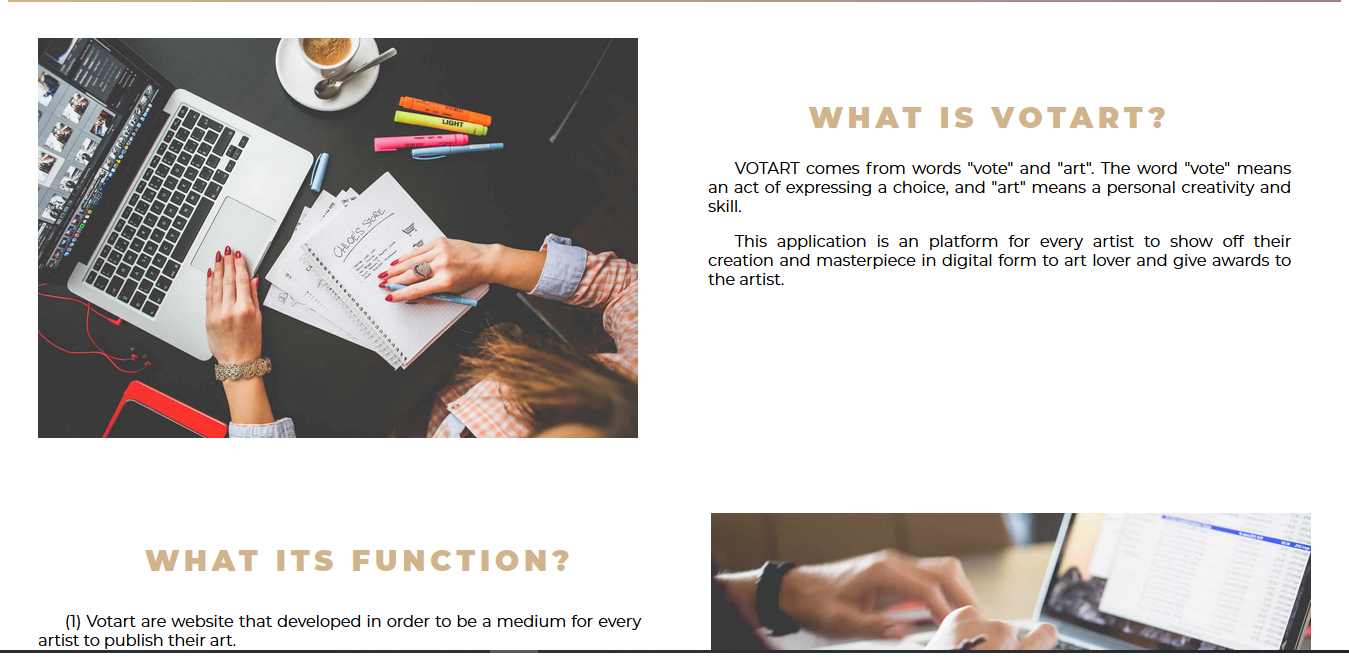 LIGHT
CHLOE'S STORE
WHAT IS VOTART?
VOTART comes from words "vote" and "art". The word "vote" means
an act of expressing a choice, and "art" means a personal creativity and
skill.
This application is an platform for every artist to show off their
creation and masterpiece in digital form to art lover and give awards to
the artist.
WHAT ITS FUNCTION?
(1) Votart are website that developed in order to be a medium for every
artist to publish their art.